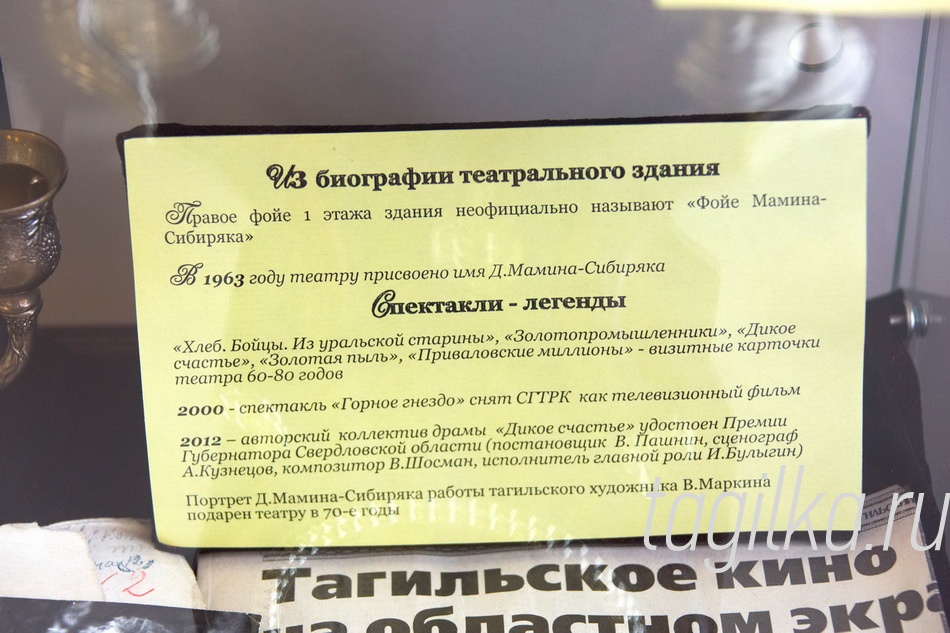 Из биографии театрального здания
Правое фойе 1 этажа здания неофициально называют «Фойе Мамина-
Сибиряка»
В 1963 году театру присвоено имя Д.Мамина-Сибиряка
Спектакли - легенды
«Хлеб. Бойцы. Из уральской старины», «Золотопромышленники», «Дикое
счастье», «Золотая пыль», «Приваловские миллионы» - визитные карточки
театра 60-80 годов
2000 - спектакль «Горное гнездо» снят СГТРК как телевизионный фильм
2012 – авторский коллектив драмы «Дикое счастье» удостоен Премии
Губернатора Свердловской области (постановщик В. Пашнин, сценограф
А.Кузнецов, композитор В.Шосман, исполнитель главной роли И.Булыгин)
Портрет Д.Мамина-Сибиряка работы тагильского художника В.Маркина
подарен театру в 70-е годы
tagilka.ru
Тагильское кино
на областном экра
2